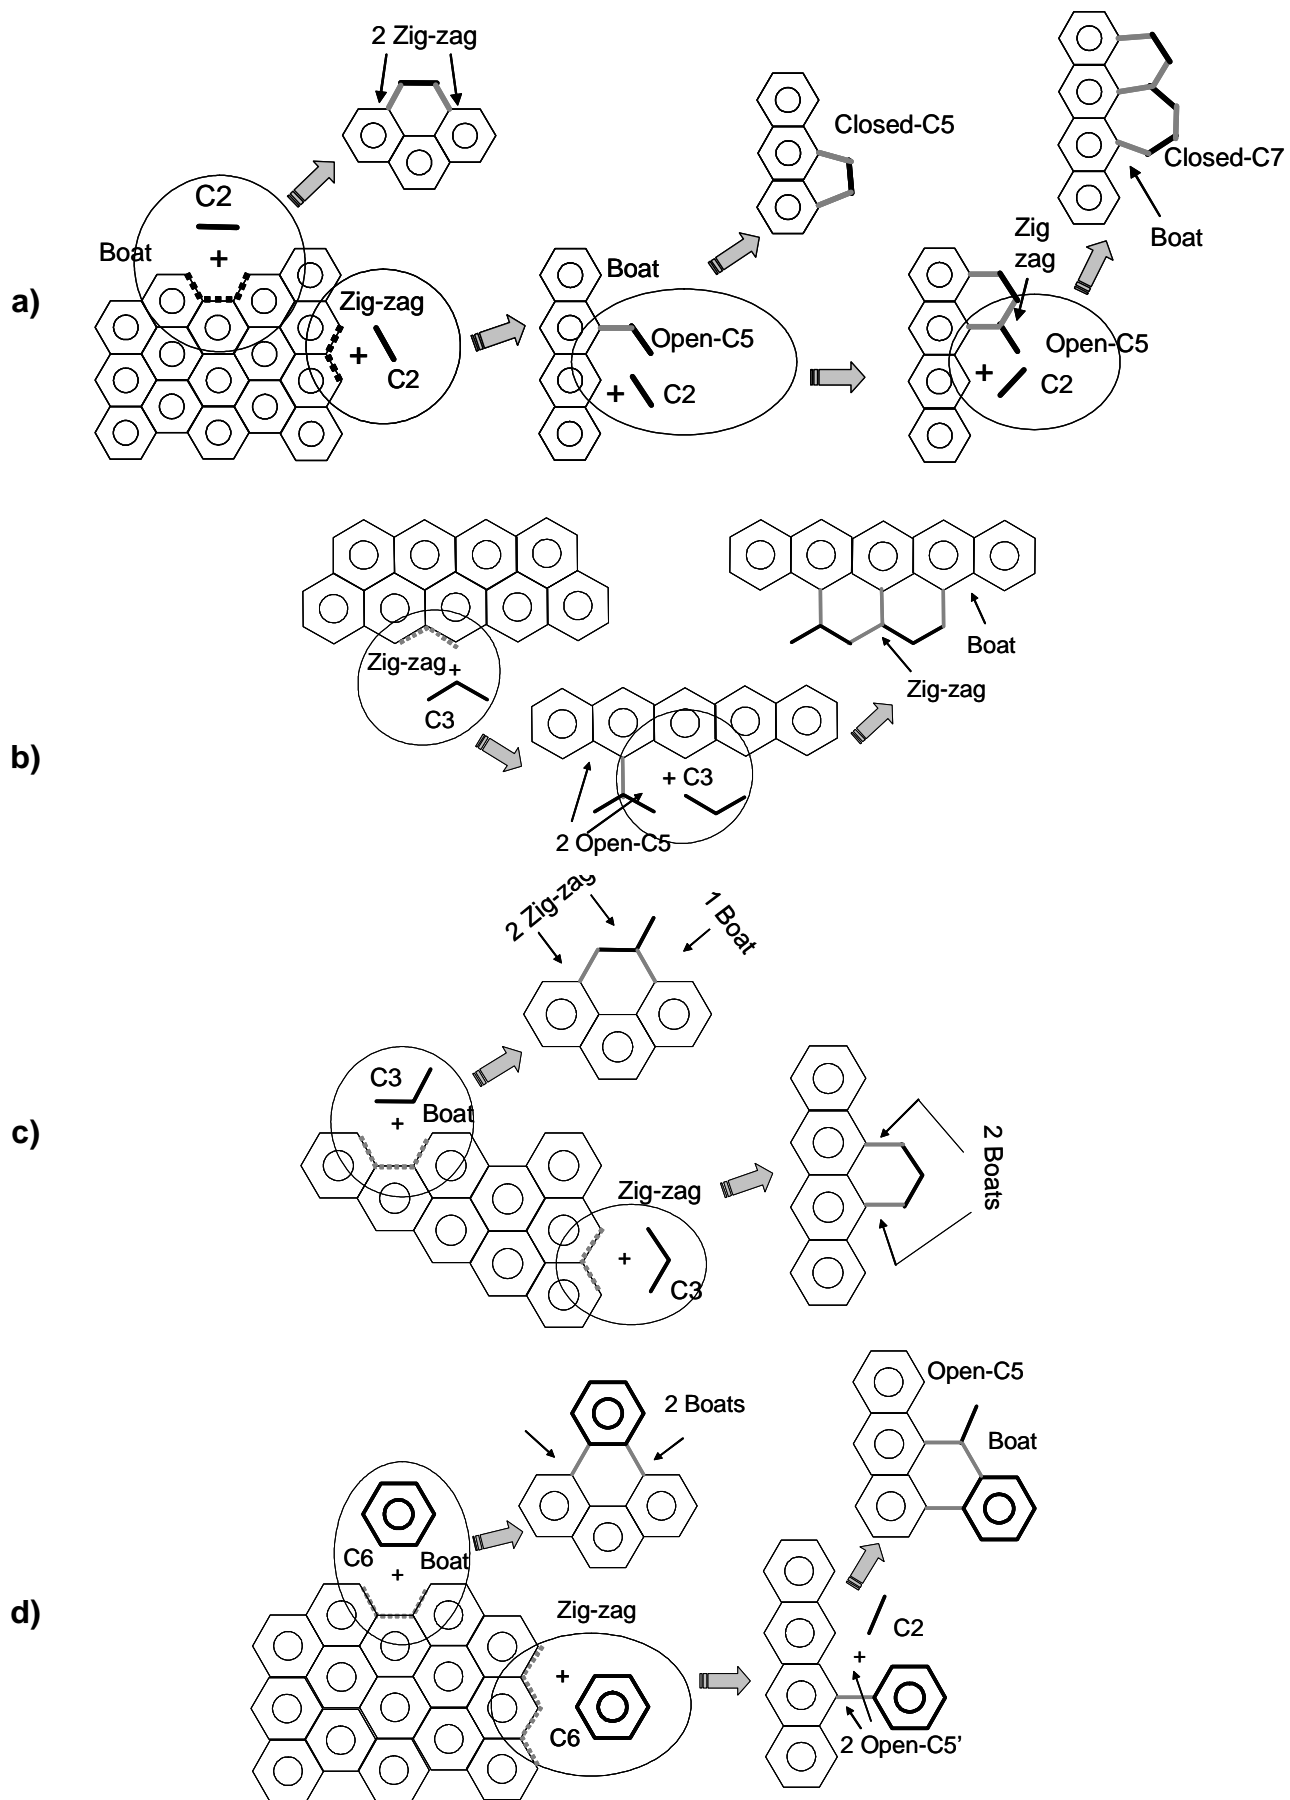 a)
2 Zig-zag
C2
+
Boat
Zig-zag
+
C2
Boat
Open-C5
+ C2
Closed-C5
Zig
zag
Open-C5
+ C2
Closed-C7
Boat
b)
Zig-zag +
C3
+ C3
2 Open-C5
Boat
Zig-zag
c)
C3
Boat
+
2 Zig-zag
1 Boat
Zig-zag
+
C3
2 Boats
d)
C6
Boat
+
2 Boats
Zig-zag
+
C6
C2
+
2 Open-C5’
Open-C5
Boat